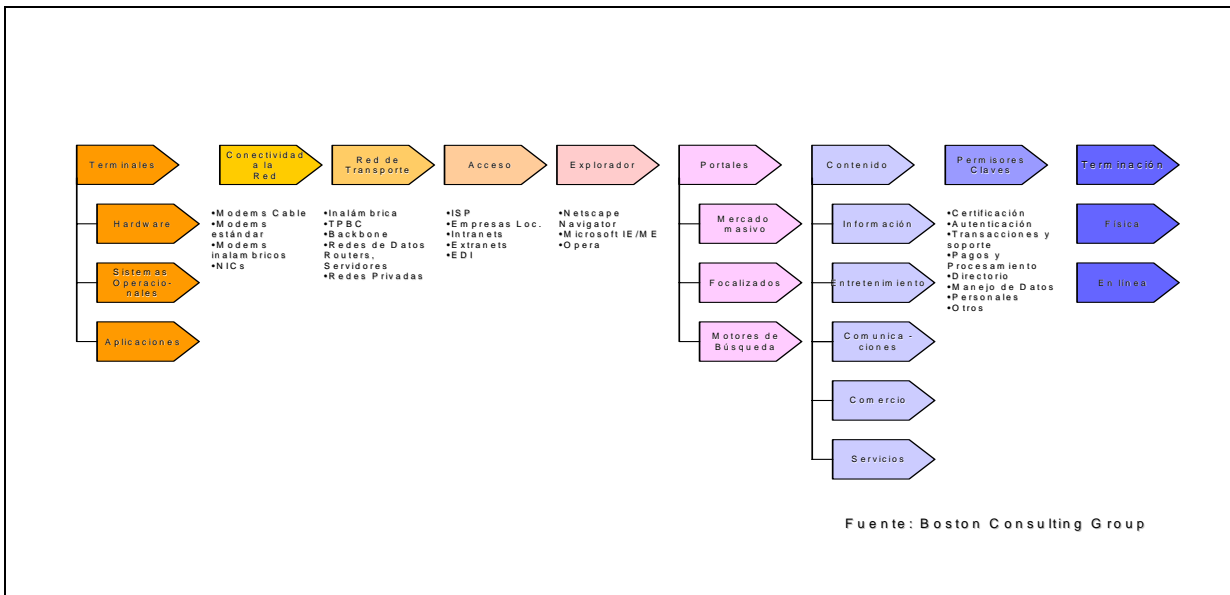 Terminales
Hardware
Sistemas
Operacio-
nales
Aplicaciones
Conectividad
a la
Red
•Modems Cable
•Modems
estándar
•Modems
inalambricos
•NICs
Red de
Transporte
•Inalámbrica
•TPBC
•Backbone
•Redes de Datos
Routers,
Servidores
•Redes Privadas
Acceso
•ISP
•Empresas Loc.
•Intranets
•Extranets
•EDI
Explorador
•Netscape
Navigator
•Microsoft IE/ME
•Opera
Portales
Mercado
masivo
Focalizados
Motores de
Búsqueda
Contenido
Información
Entretenimiento
Comunica-
ciones
Comercio
Servicios
Permisores
Claves
•Certificación
•Autenticación
•Transacciones y
soporte
•Pagos y
Procesamiento
•Directorio
•Manejo de Datos
•Personales
•Otros
Terminación
Fisica
En linea
Fuente: Boston Consulting Group